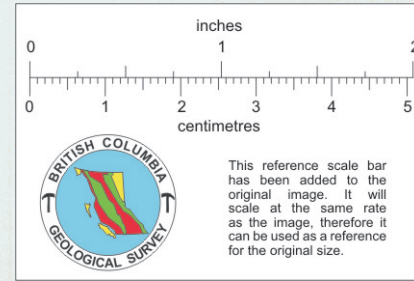 inches
0 1 2
0 1 2 3 4 5
centimetres
BRITISH COLUMBIA
GEOLOGICAL SURVEY
This reference scale bar
has been added to the
original image. It will
scale at the same rate
as the image, therefore it
can be used as a reference
for the original size.